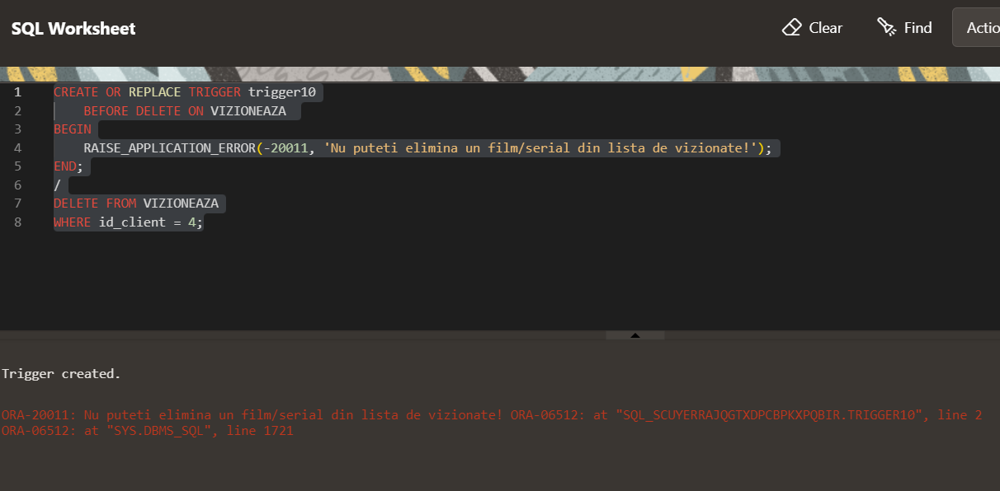 SQL Worksheet
Clear
Find
Actio
1 CREATE OR REPLACE TRIGGER trigger10
2 BEFORE DELETE ON VIZIONEAZA
3 BEGIN
4 RAISE_APPLICATION_ERROR(-20011, 'Nu puteti elimina un film/serial din lista de vizionate!');
5 END;
6 /
7 DELETE FROM VIZIONEAZA
8 WHERE id_client = 4;
Trigger created.
ORA-20011: Nu puteti elimina un film/serial din lista de vizionate! ORA-06512: at "SQL_SCUYERRAJQGTXDPCBPKXPQBIR.TRIGGER10", line 2
ORA-06512: at "SYS.DBMS_SQL", line 1721